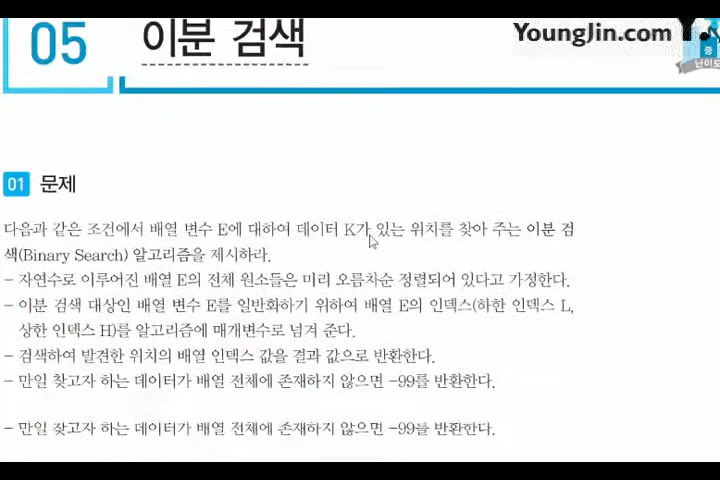 05 이분 검색
YoungJin.com Y.
중
난이도
01 문제
다음과 같은 조건에서 배열 변수 E에 대하여 데이터 K가 있는 위치를 찾아 주는 이분 검
색(Binary Search) 알고리즘을 제시하라.
- 자연수로 이루어진 배열 E의 전체 원소들은 미리 오름차순 정렬되어 있다고 가정한다.
- 이분 검색 대상인 배열 변수 E를 일반화하기 위하여 배열 E의 인덱스(하한 인덱스 L,
상한 인덱스 H)를 알고리즘에 매개변수로 넘겨 준다.
- 검색하여 발견한 위치의 배열 인덱스 값을 결과 값으로 반환한다.
- 만일 찾고자 하는 데이터가 배열 전체에 존재하지 않으면 -99를 반환한다.
- 만일 찾고자 하는 데이터가 배열 전체에 존재하지 않으면 -99를 반환한다.